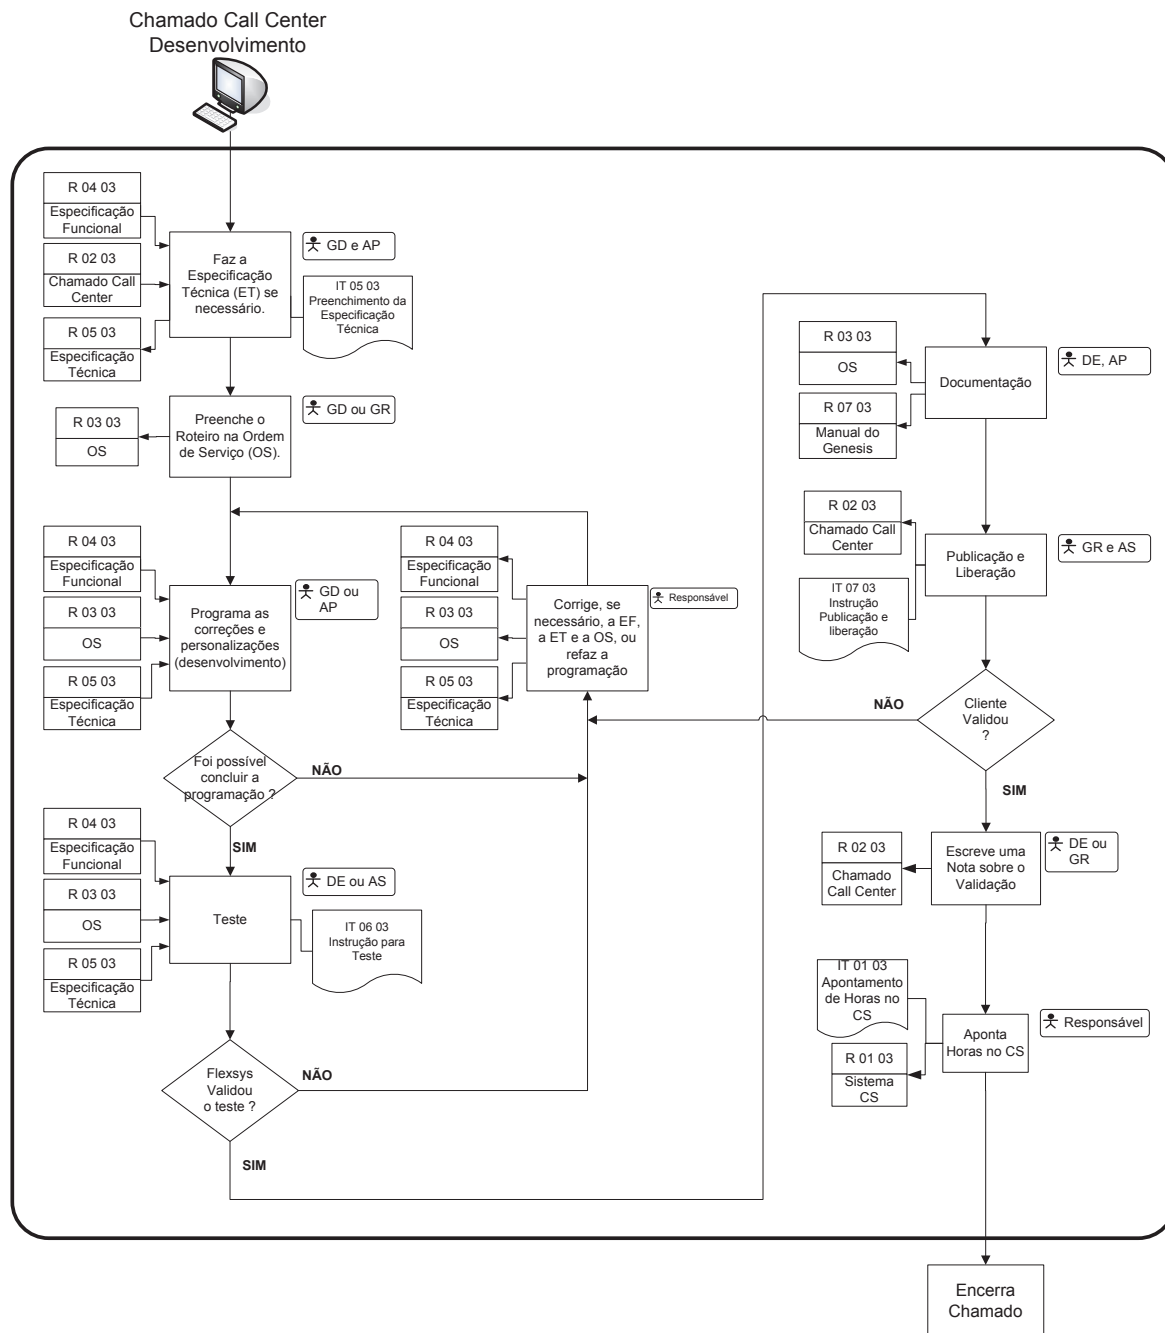 Chamado Call Center
Desenvolvimento
R 04 03
Especificação
Funcional
R 02 03
Chamado Call
Center
R 05 03
Especificação
Técnica
Faz a
Especificação
Técnica (ET) se
necessário.
GD e AP
IT 05 03
Preenchimento da
Especificação
Técnica
R 03 03
OS
Preenche o
Roteiro na Ordem
de Serviço (OS).
GD ou GR
R 04 03
Especificação
Funcional
R 03 03
OS
R 05 03
Especificação
Técnica
Programa as
correções e
personalizações
(desenvolvimento)
GD ou
AP
R 04 03
Especificação
Funcional
R 03 03
OS
R 05 03
Especificação
Técnica
Corrige, se
necessário, a EF,
a ET e a OS, ou
refaz a
programação
Responsável
Foi possível
concluir a
programação ?
NÃO
SIM
R 04 03
Especificação
Funcional
R 03 03
OS
R 05 03
Especificação
Técnica
Teste
DE ou AS
IT 06 03
Instrução para
Teste
Flexsys
Validou
o teste ?
NÃO
SIM
R 03 03
OS
R 07 03
Manual do
Genesis
Documentação
DE, AP
R 02 03
Chamado Call
Center
IT 07 03
Instrução
Publicação e
liberação
Publicação e
Liberação
GR e AS
NÃO
Cliente
Validou
?
SIM
R 02 03
Chamado
Call Center
Escreve uma
Nota sobre o
Validação
DE ou
GR
IT 01 03
Apontamento
de Horas no
CS
R 01 03
Sistema
CS
Aponta
Horas no CS
Responsável
Encerra
Chamado